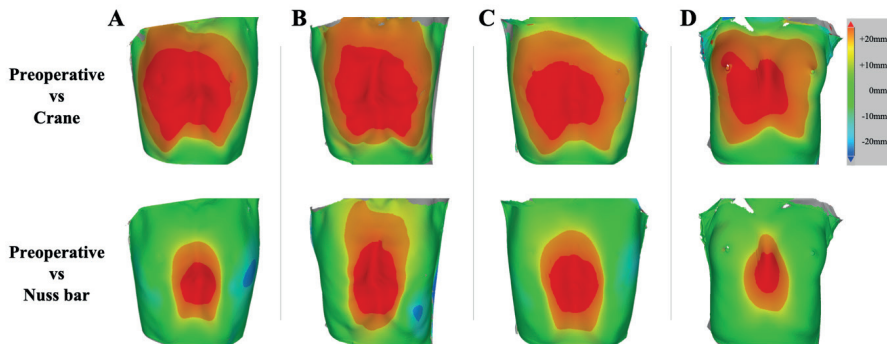 A
B
C
D
Preoperative
vs
Crane
+20mm
+10mm
0mm
-10mm
-20mm
Preoperative
vs
Nuss bar